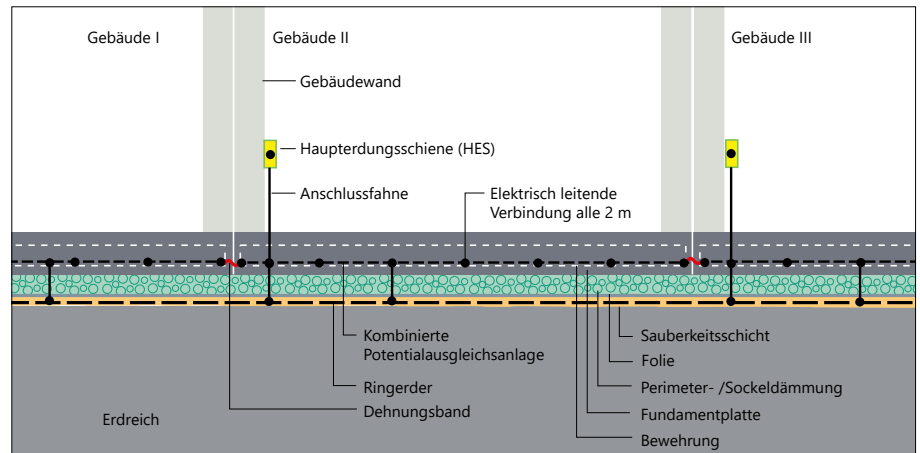 Gebäude I
Gebäude II
Gebäude III
Gebäudewand
Haupterdungsschiene (HES)
Anschlussfahne
Elektrisch leitende
Verbindung alle 2 m
Kombinierte
Potentialausgleichsanlage
Ringerder
Dehnungsband
Erdreich
Sauberkeitsschicht
Folie
Perimeter- /Sockeldämmung
Fundamentplatte
Bewehrung